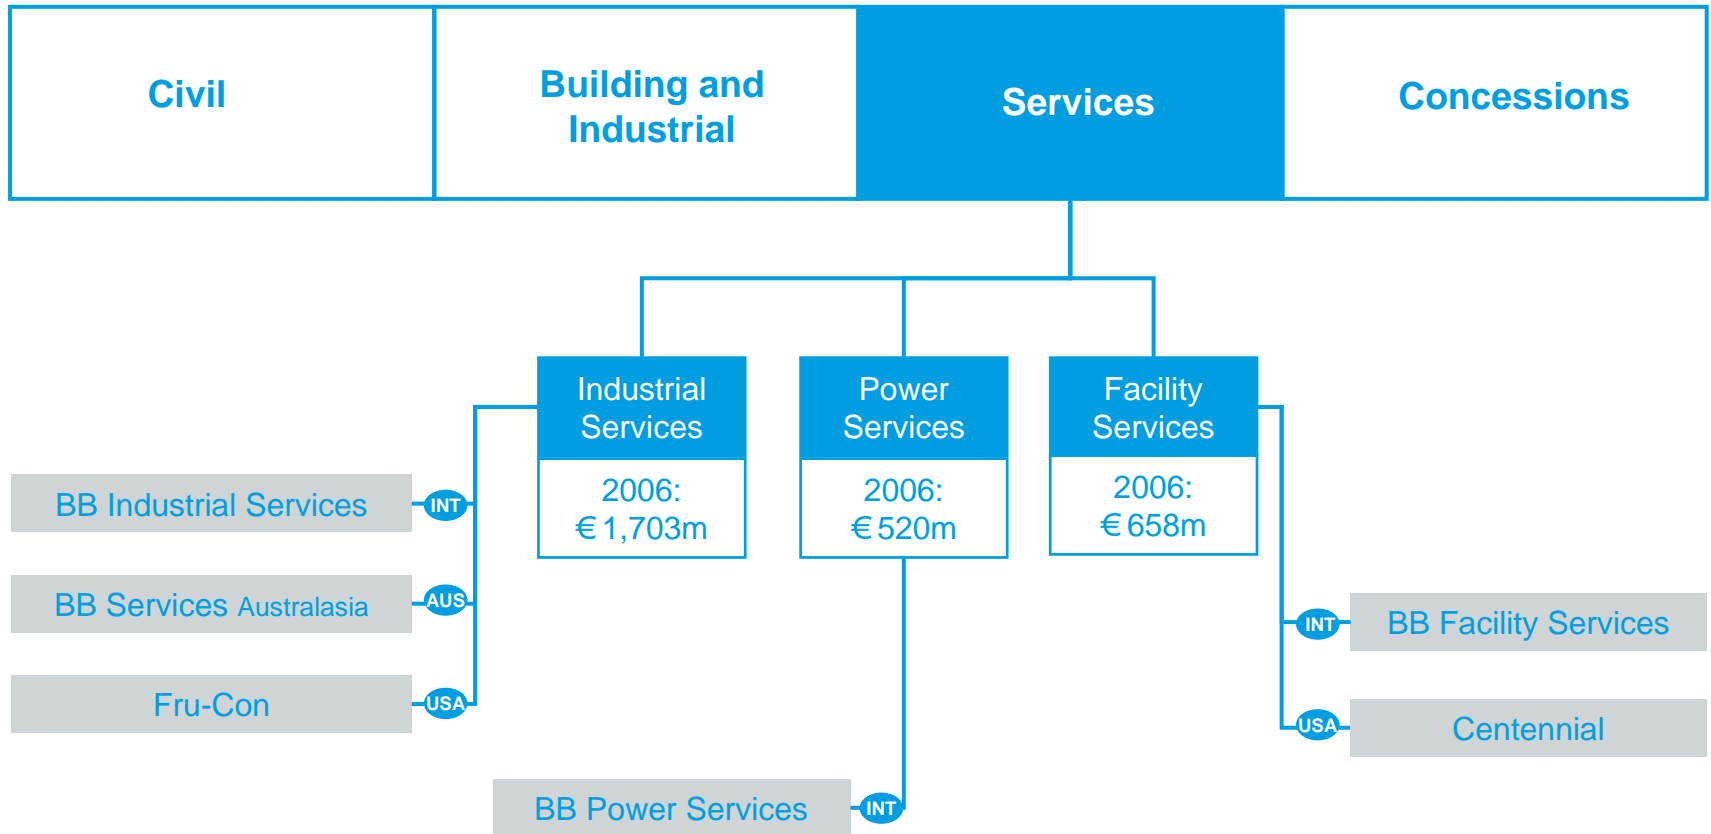 Civil
Building and
Industrial
Services
Concessions
Industrial
Services
2006:
€ 1,703m
Power
Services
2006:
€ 520m
Facility
Services
2006:
€ 658m
BB Industrial Services
INT
BB Services Australasia
AUS
Fru-Con
USA
BB Power Services
INT
INT
BB Facility Services
USA
Centennial